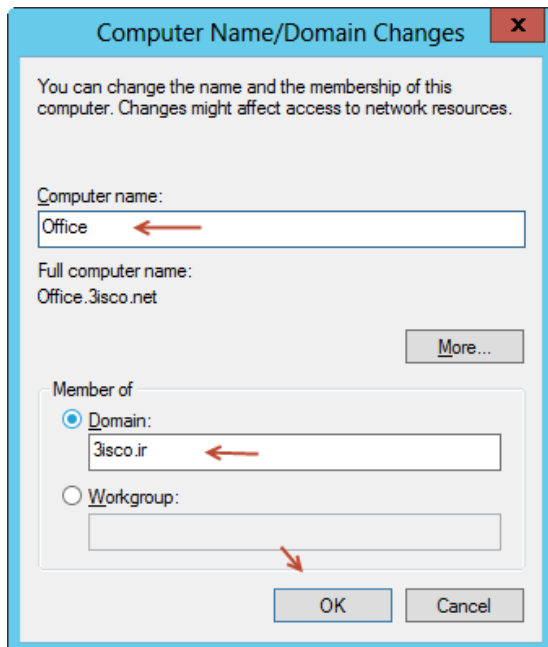 Computer Name/Domain Changes
x
You can change the name and the membership of this
computer. Changes might affect access to network resources.
Computer name:
Office
Full computer name:
Office.3isco.net
More...
Member of
Domain:
3isco.ir
Workgroup:
OK
Cancel